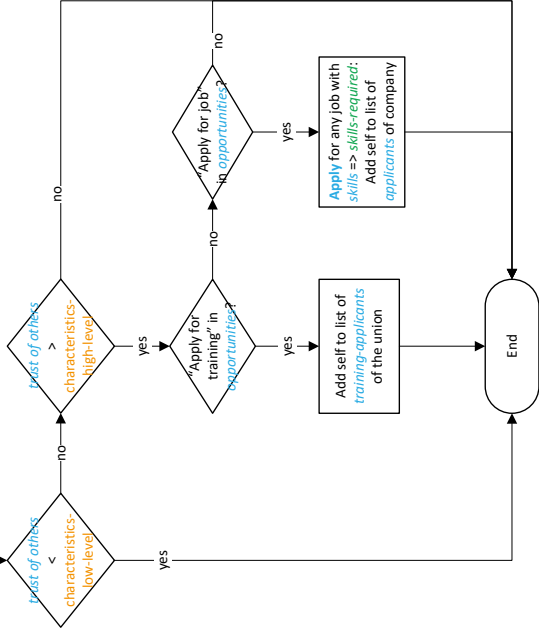 trust of others
<
characteristics-
low-level
no
yes
trust of others
>
characteristics-
high-level
no
yes
"Apply for
training" in
opportunities?
no
yes
"Apply for job"
in opportunities?
no
yes
Add self to list of
training-applicants
of the union
Apply for any job with
skills => skills-required:
Add self to list of
applicants of company
End